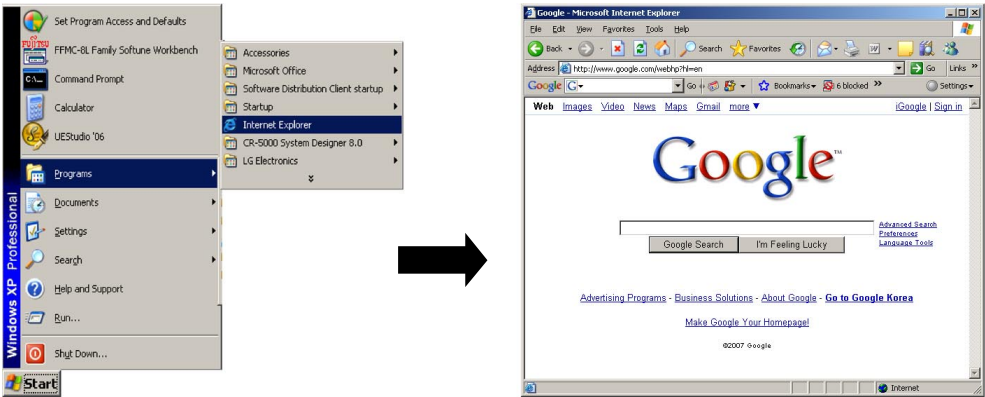 Set Program Access and Defaults
FUJITSU
FFMC-8L Family Softune Workbench
C:\_
Command Prompt
Calculator
UEStudio '06
Programs
Documents
Settings
Search
Help and Support
Run...
Shut Down...
Windows XP Professional
Start
Accessories
Microsoft Office
Software Distribution Client startup
Startup
Internet Explorer
CR-5000 System Designer 8.0
LG Electronics
Google - Microsoft Internet Explorer
File Edit View Favorites Tools Help
Back Search Favorites
Address http://www.google.com/webhp?hl=en Go Links »
Google G Go Bookmarks 6 blocked » Settings
Web Images Video News Maps Gmail more ▼ iGoogle | Sign in
Google™
Advanced Search
Preferences
Language Tools
Google Search I'm Feeling Lucky
Advertising Programs - Business Solutions - About Google - Go to Google Korea
Make Google Your Homepage!
©2007 Google
Internet